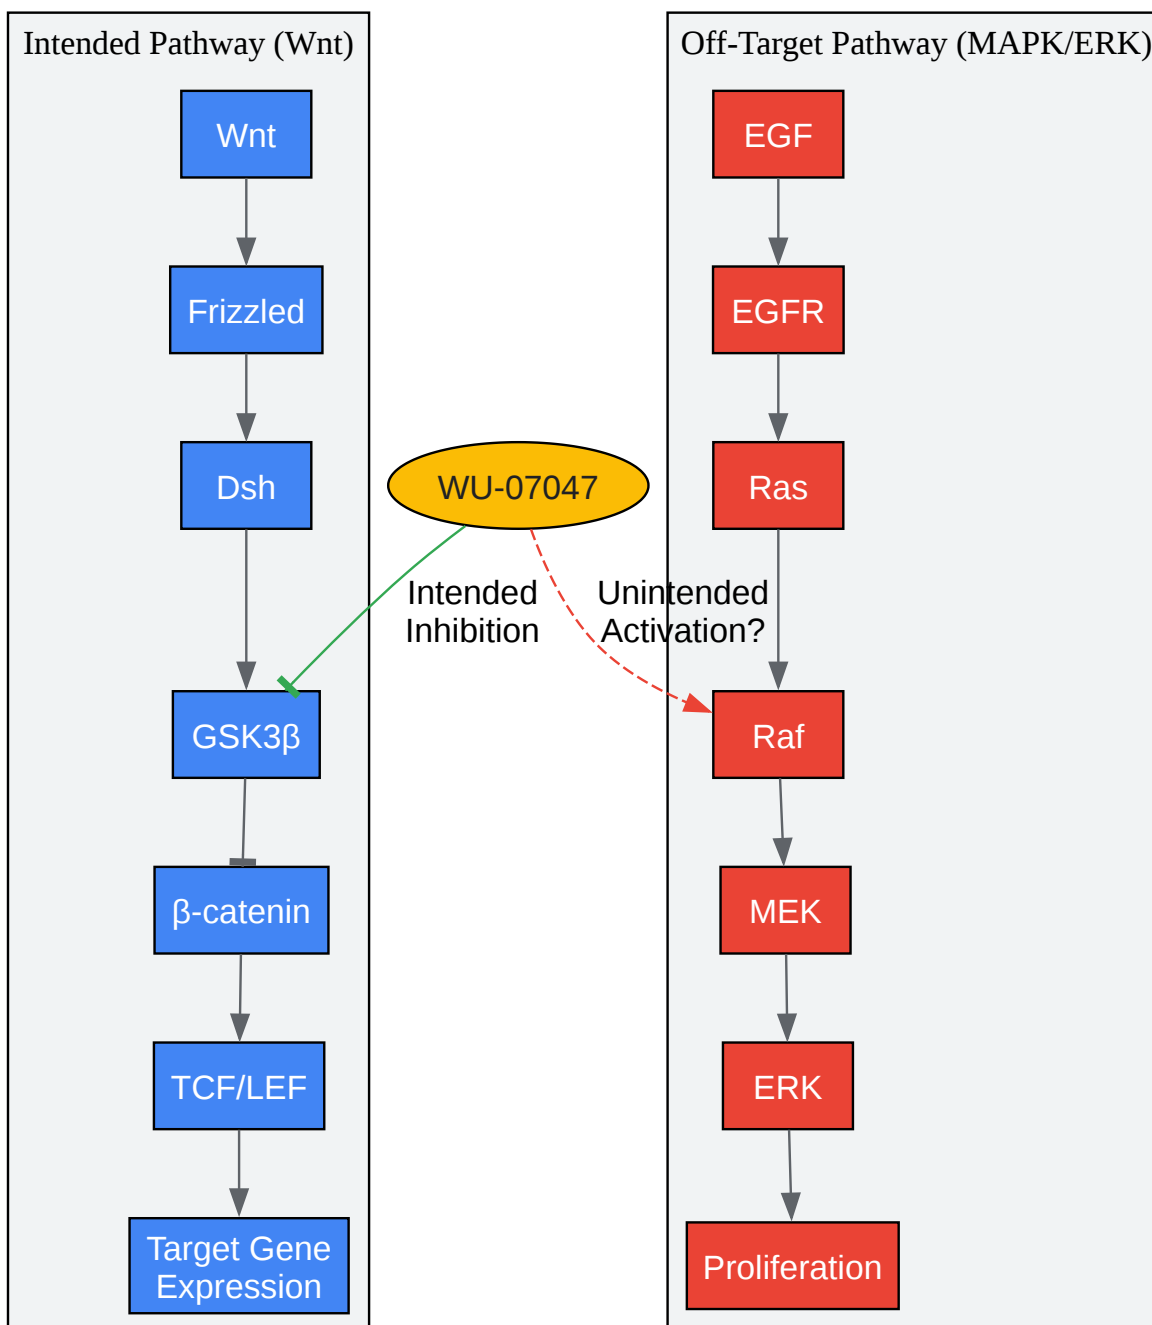 Intended Pathway (Wnt)
Wnt
Frizzled
Dsh
GSK3β
β-catenin
TCF/LEF
Target Gene
Expression
WU-07047
Intended
Inhibition
Unintended
Activation?
Off-Target Pathway (MAPK/ERK)
EGF
EGFR
Ras
Raf
MEK
ERK
Proliferation